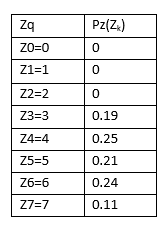 Zq Pz(Zk)
Z0=0 0
Z1=1 0
Z2=2 0
Z3=3 0.19
Z4=4 0.25
Z5=5 0.21
Z6=6 0.24
Z7=7 0.11